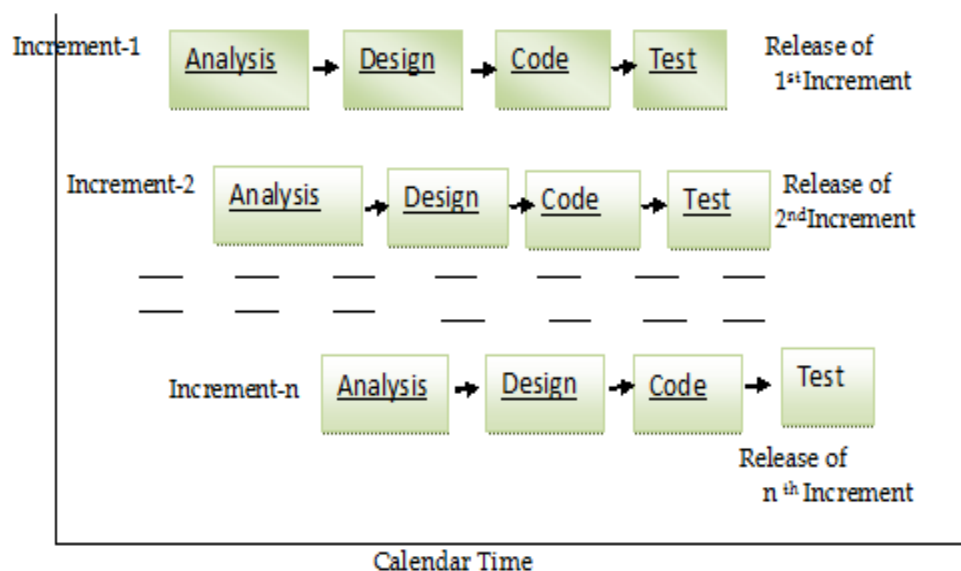 Increment-1
Analysis
Design
Code
Test
Release of
1st Increment
Increment-2
Analysis
Design
Code
Test
Release of
2nd Increment
Increment-n
Analysis
Design
Code
Test
Release of
n th Increment
Calendar Time